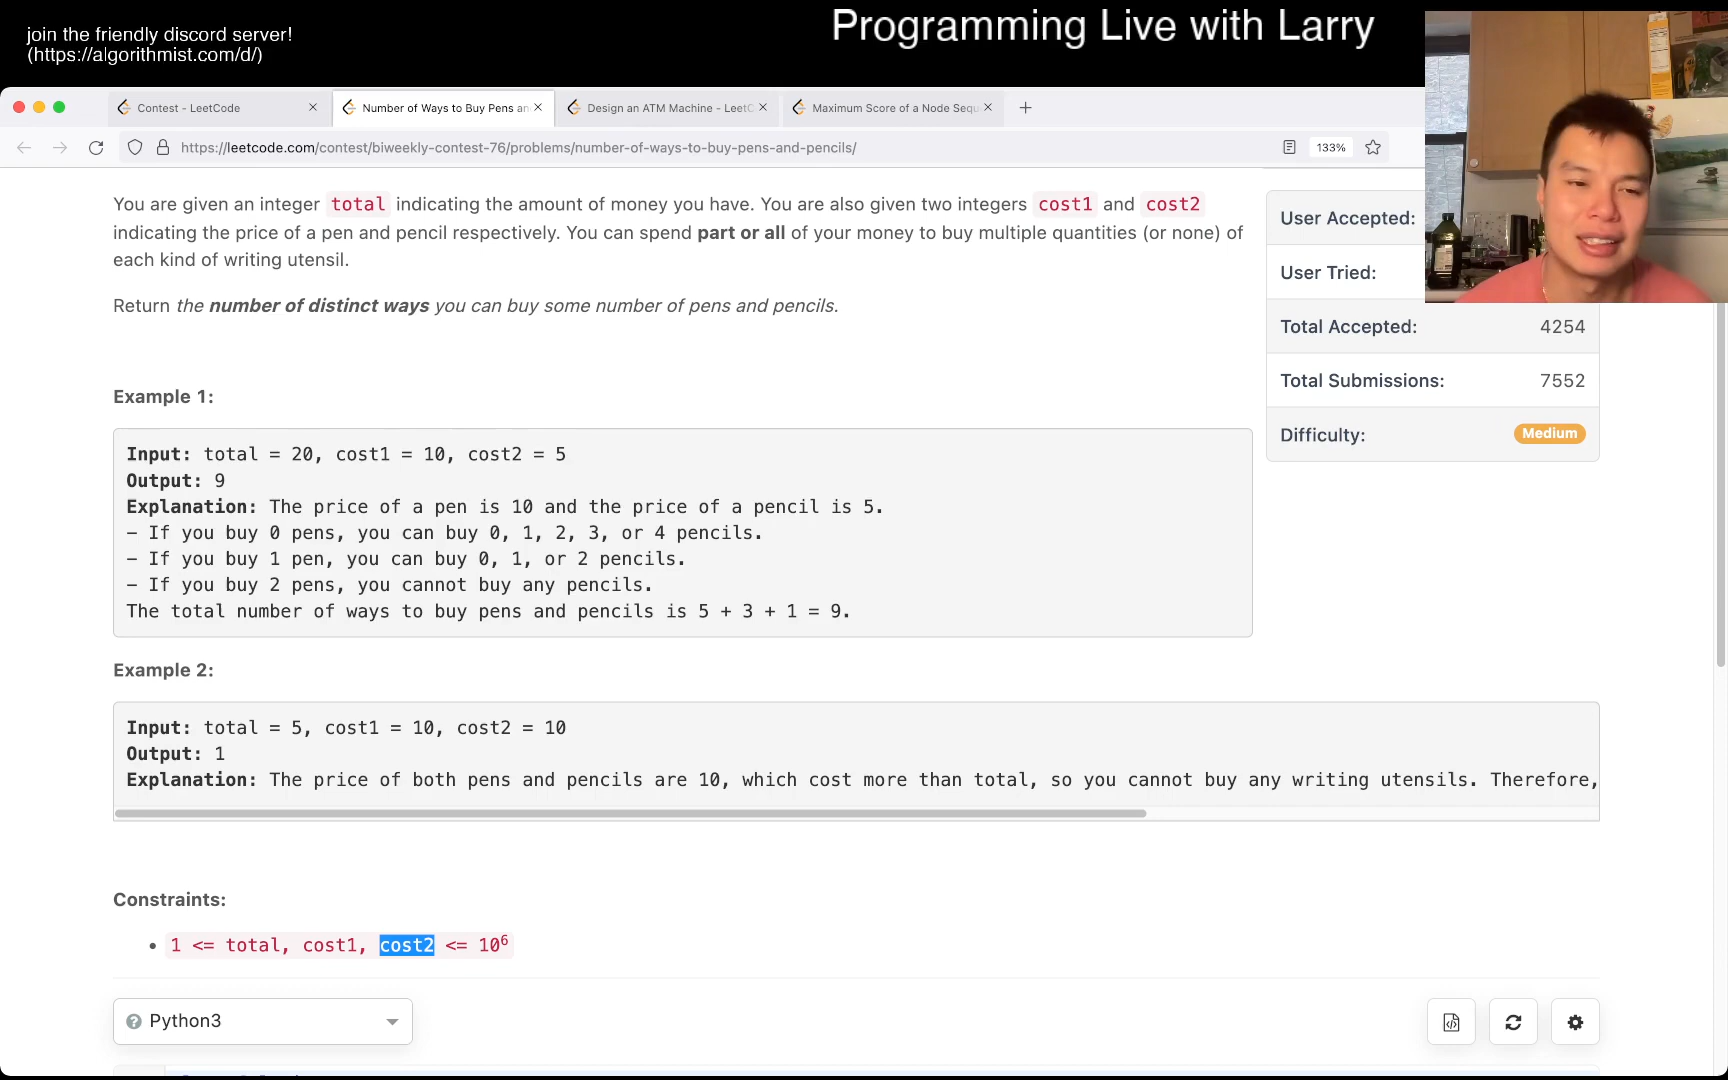 join the friendly discord server!
(https://algorithmist.com/d/)
Programming Live with Larry
Contest - LeetCode
Number of Ways to Buy Pens an
Design an ATM Machine - LeetC
Maximum Score of a Node Sequ
https://leetcode.com/contest/biweekly-contest-76/problems/number-of-ways-to-buy-pens-and-pencils/
133%
You are given an integer total indicating the amount of money you have. You are also given two integers cost1 and cost2
indicating the price of a pen and pencil respectively. You can spend part or all of your money to buy multiple quantities (or none) of
each kind of writing utensil.
Return the number of distinct ways you can buy some number of pens and pencils.
User Accepted:
User Tried:
Total Accepted: 4254
Total Submissions: 7552
Difficulty: Medium
Example 1:
Input: total = 20, cost1 = 10, cost2 = 5
Output: 9
Explanation: The price of a pen is 10 and the price of a pencil is 5.
- If you buy 0 pens, you can buy 0, 1, 2, 3, or 4 pencils.
- If you buy 1 pen, you can buy 0, 1, or 2 pencils.
- If you buy 2 pens, you cannot buy any pencils.
The total number of ways to buy pens and pencils is 5 + 3 + 1 = 9.
Example 2:
Input: total = 5, cost1 = 10, cost2 = 10
Output: 1
Explanation: The price of both pens and pencils are 10, which cost more than total, so you cannot buy any writing utensils. Therefore,
Constraints:
• 1 <= total, cost1, cost2 <= 10⁶
Python3